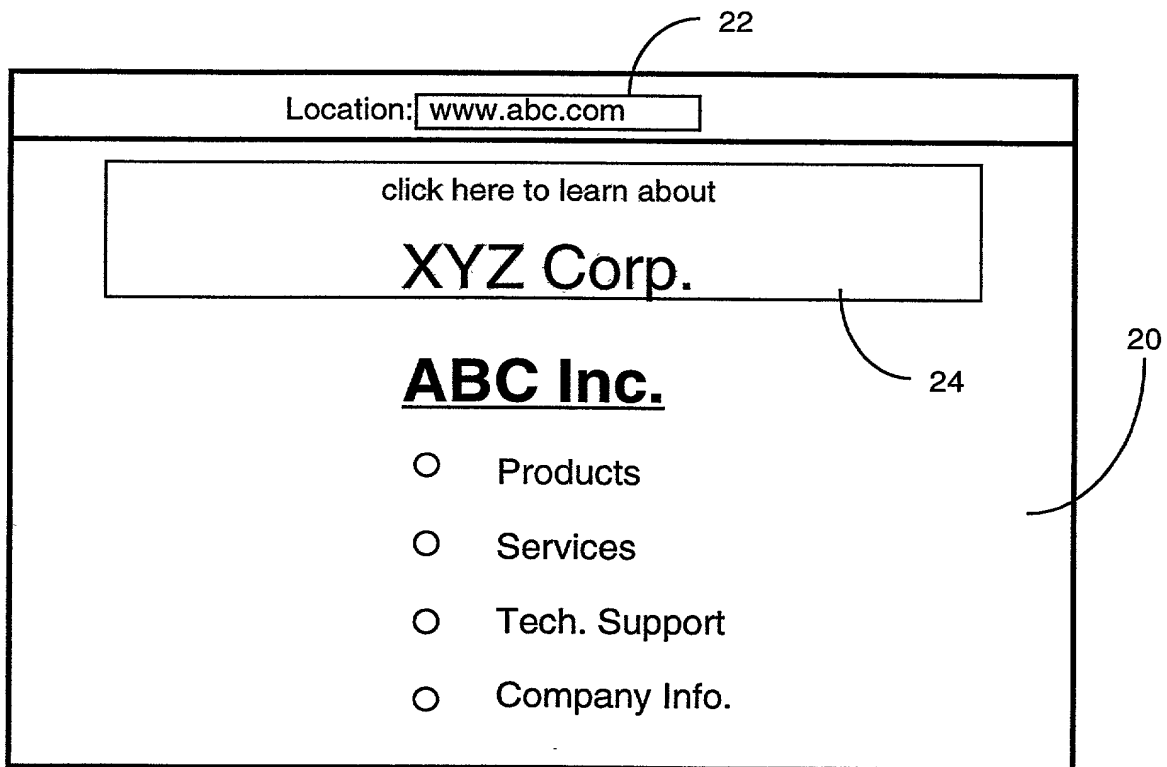 22
Location: www.abc.com
click here to learn about
XYZ Corp.
20
24
ABC Inc.
Products
Services
Tech. Support
Company Info.